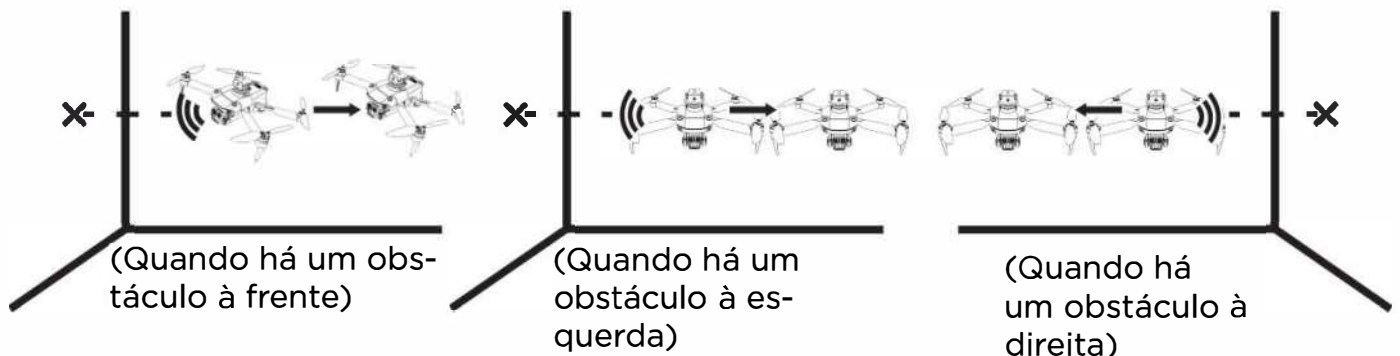 (Quando há um obs-
táculo à frente)
(Quando há um
obstáculo à es-
querda)
(Quando há
um obstáculo à
direita)